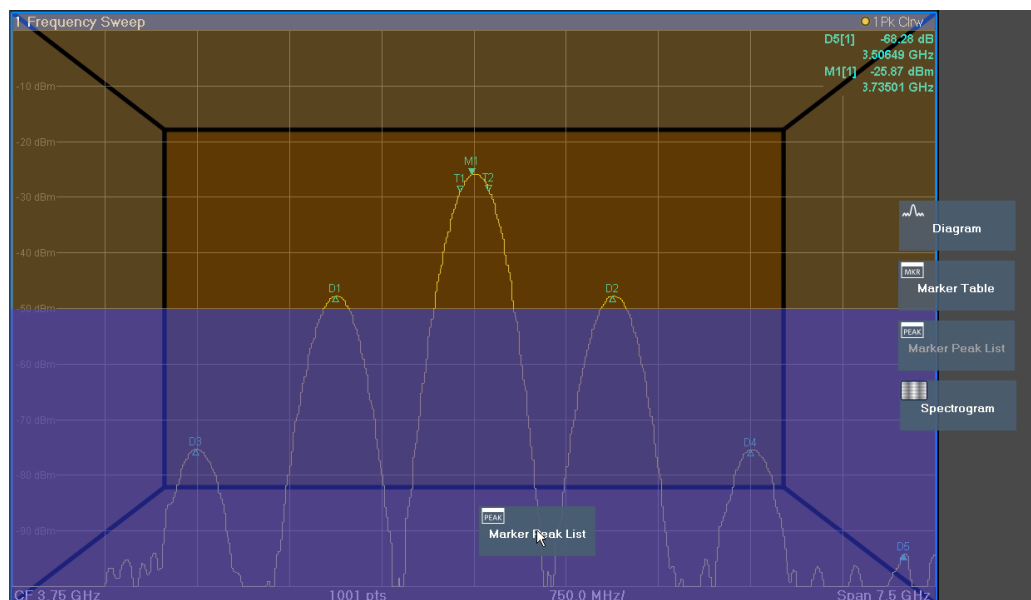 1 Frequency Sweep
1Pk Clrw
D5[1] -68.28 dB
3.50649 GHz
M1[1] -25.87 dBm
3.73501 GHz
-10 dBm
-20 dBm
M1
T1
T2
-30 dBm
Diagram
-40 dBm
MKR
Marker Table
D1
D2
-50 dBm
PEAK
Marker Peak List
-60 dBm
Spectrogram
-70 dBm
D3
D4
-80 dBm
PEAK
Marker Peak List
-90 dBm
D5
CF 3.75 GHz
1001 pts
750.0 MHz/
Span 7.5 GHz